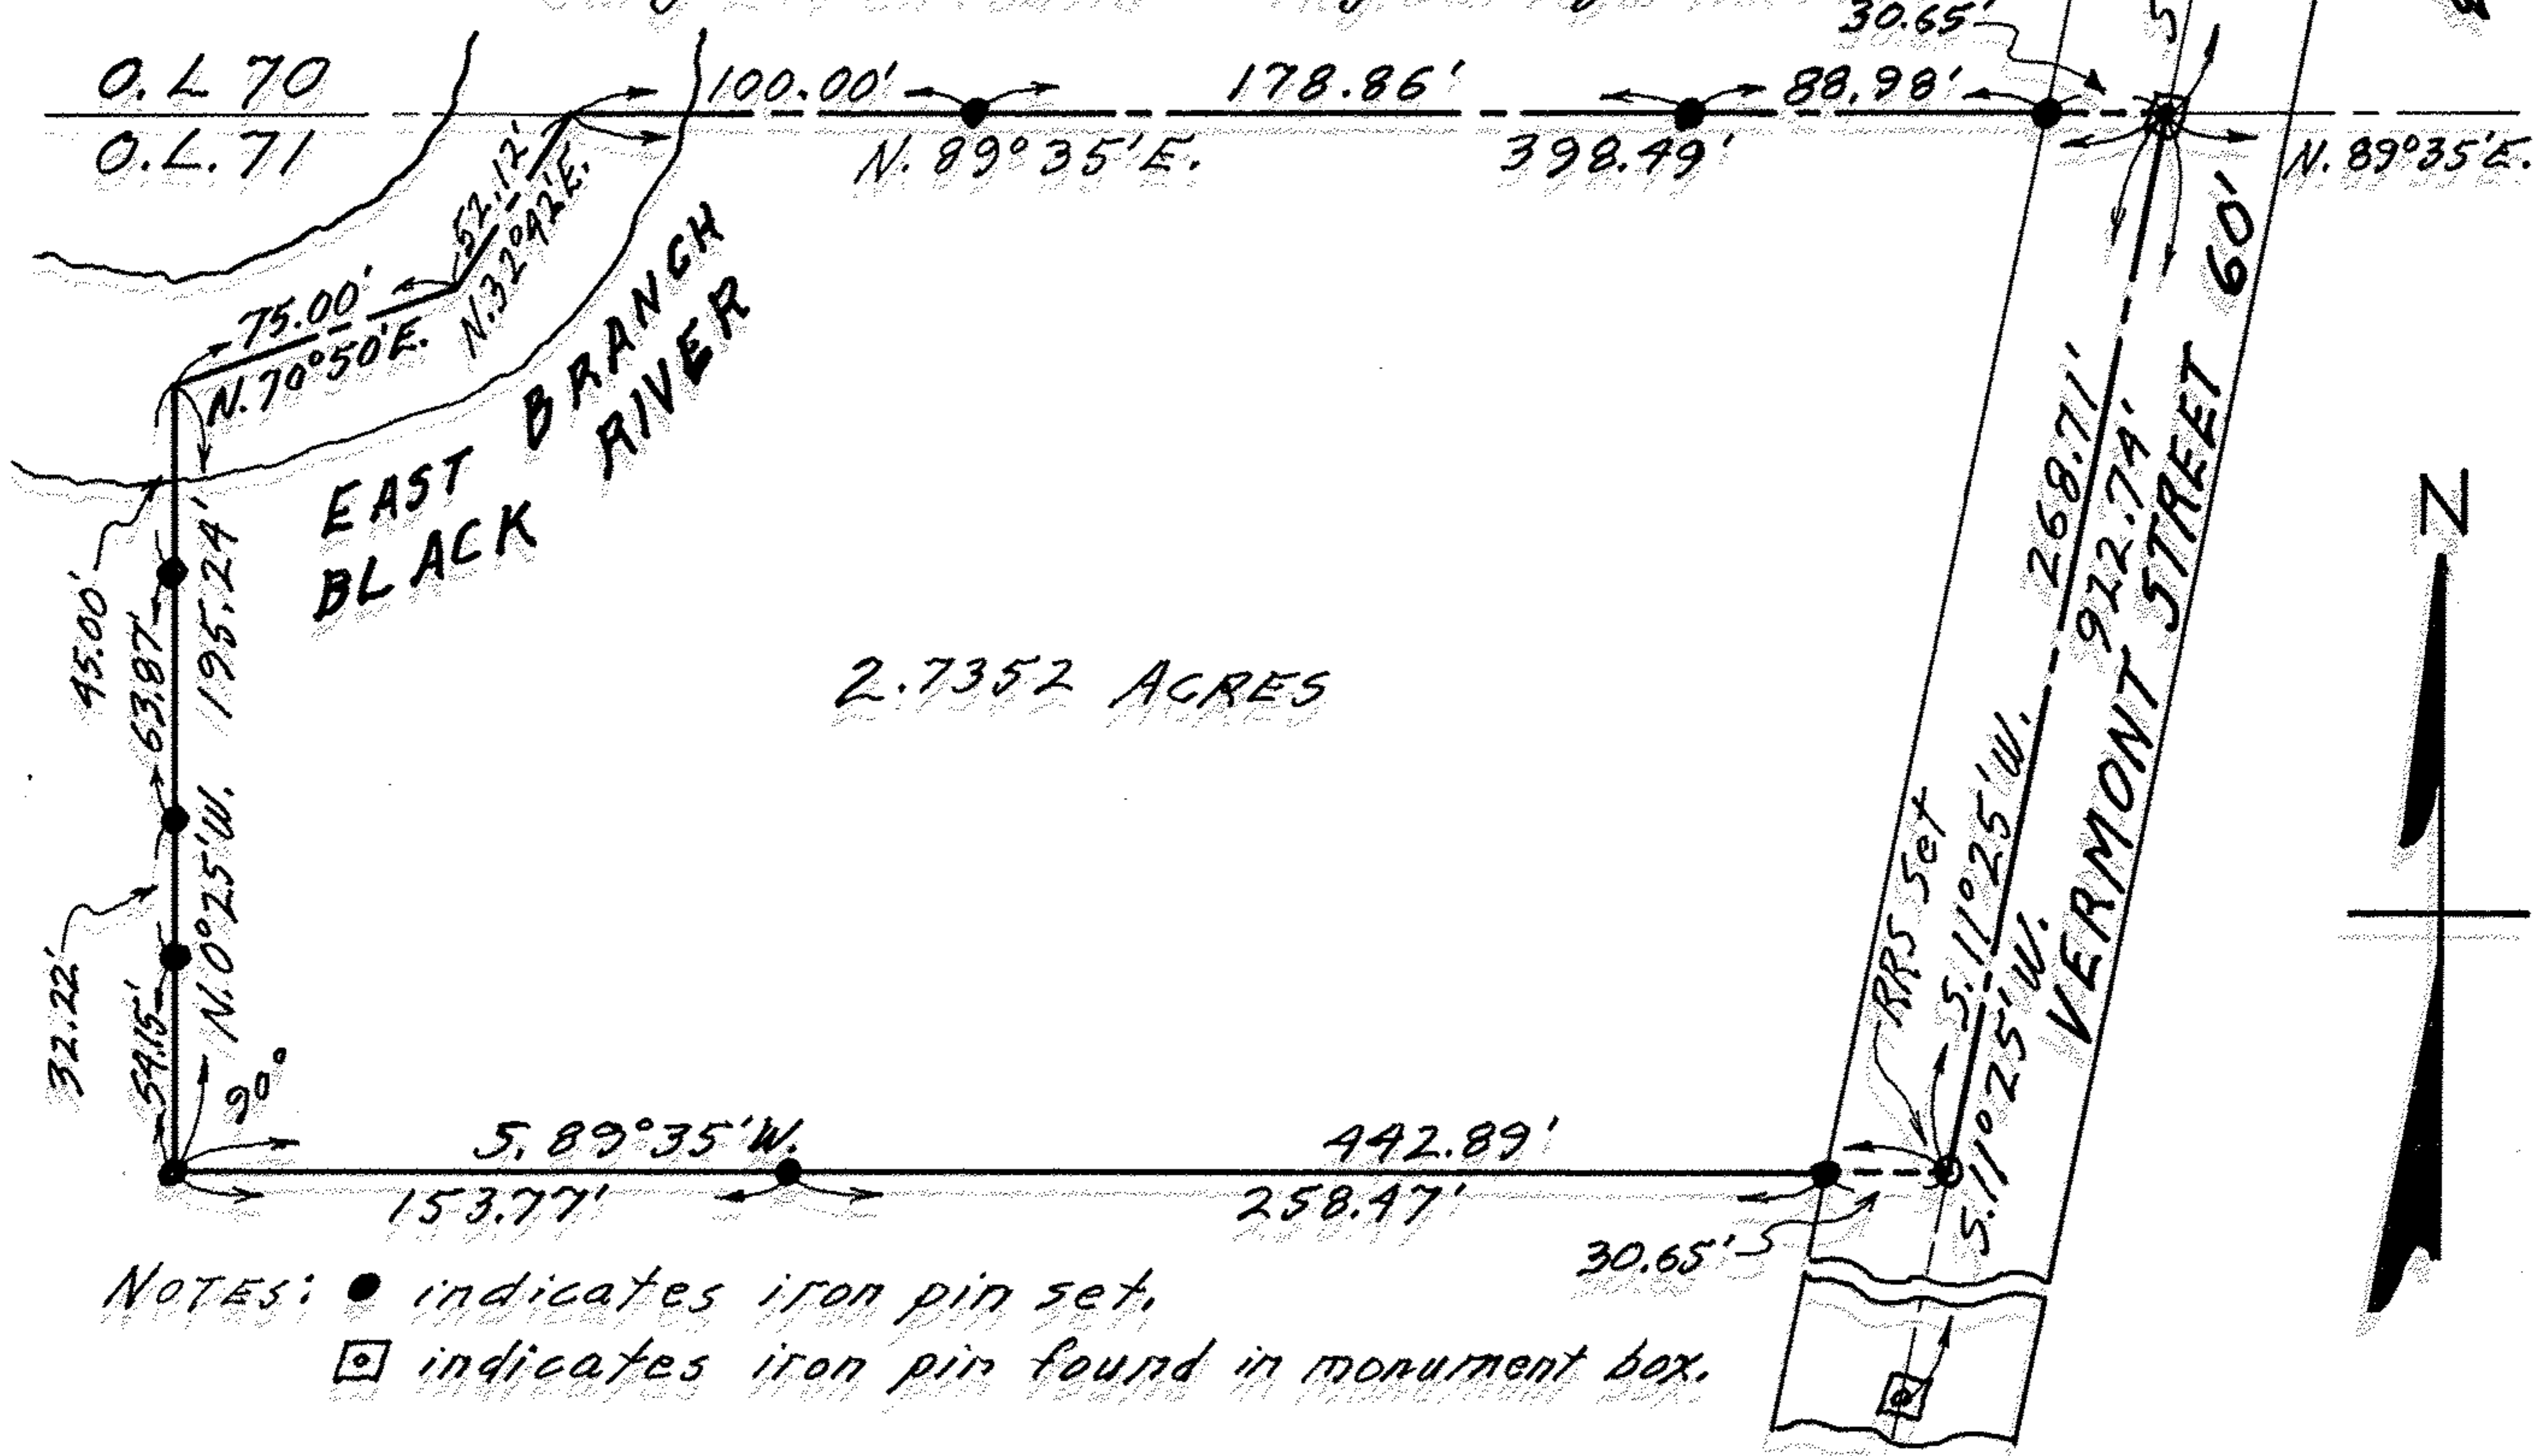 30.65'
O. L 70
100.00'
178.86'
88.98'
O. L. 71
N. 89°35'E.
398.49'
N. 89°35'E.
52.12'
N. 32°42'E.
75.00'
N. 70°50'E.
EAST BRANCH
BLACK RIVER
45.00'
63.87'
195.24'
32.22'
54.15'
N. 0°25'W.
90°
2.7352 ACRES
268.71'
922.74'
S. 11°25'W.
S. 11°25'W.
VERMONT STREET 60'
RRS Set
N
S. 89°35'W.
442.89'
153.77'
258.47'
30.65'
NOTES: ● indicates iron pin set.
indicates iron pin found in monument box.